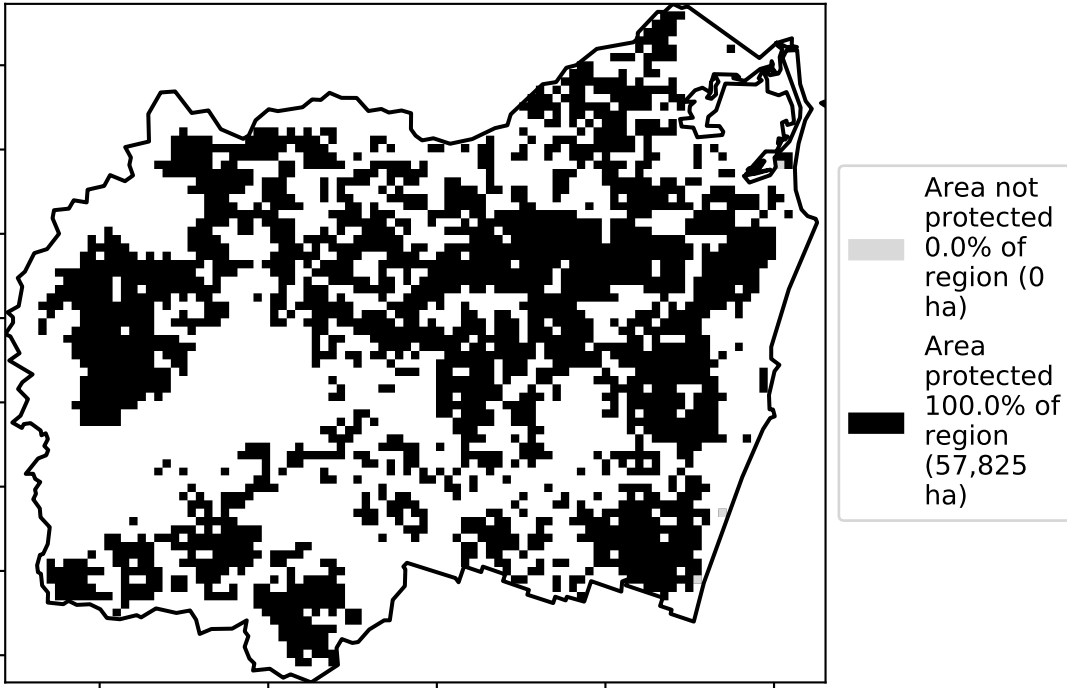 Area not
protected
0.0% of
region (0
ha)
Area
protected
100.0% of
region
(57,825
ha)